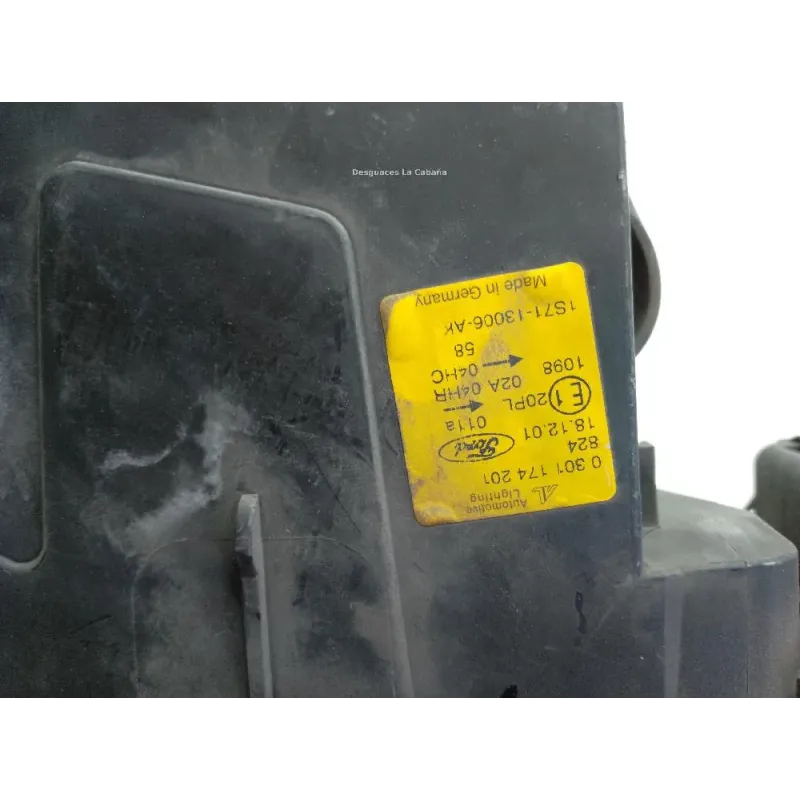 Desguaces La Cabaña
Automotive
Lighting
0 301 174 201
824
18.12.01
Ford
011a
E1
20PL
02A 04HR
1098
04HC
58
1S71-13006-AK
Made in Germany